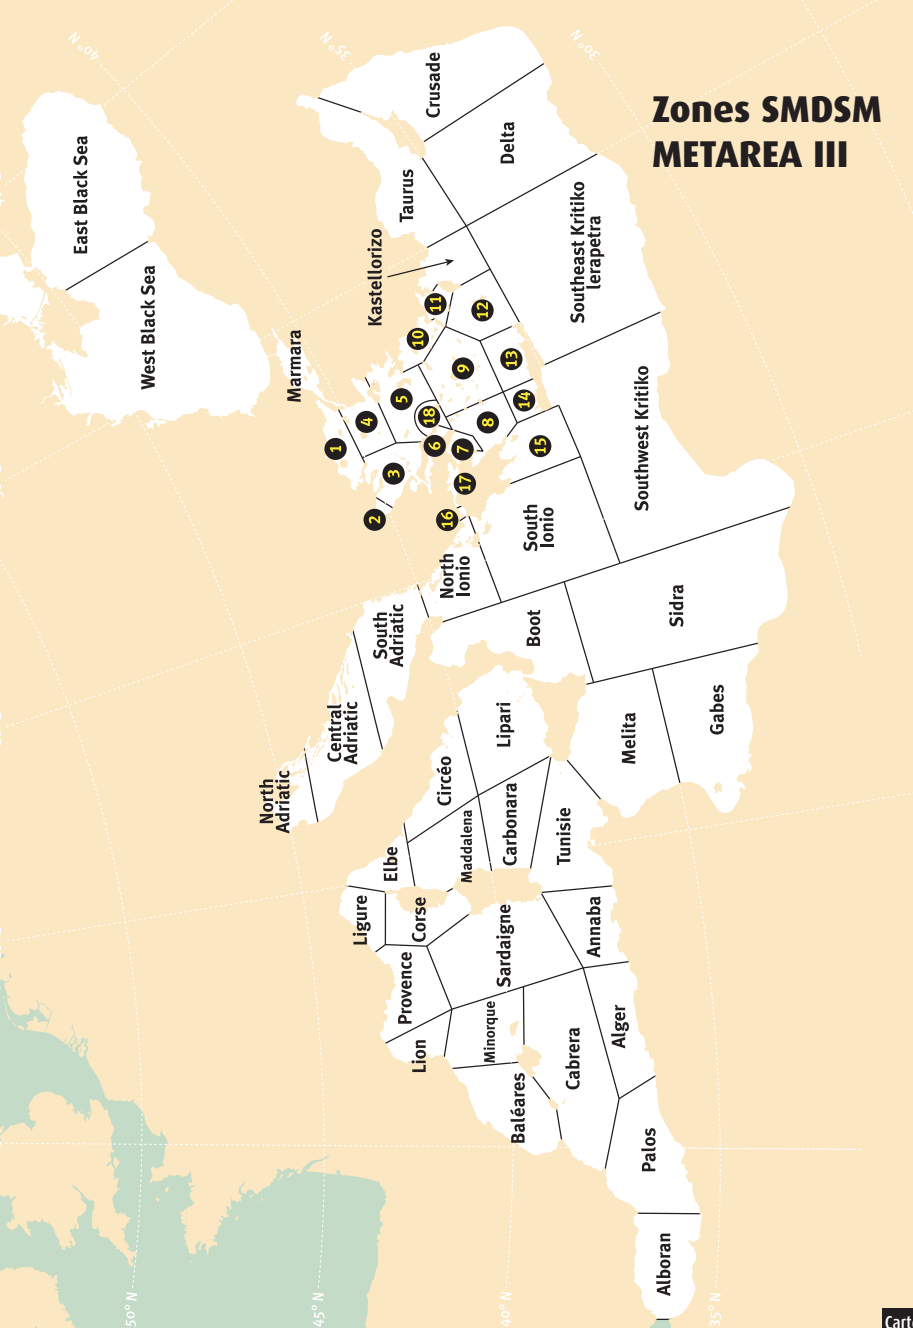 Zones SMDSM
METAREA III
40° N
35° N
30° N
East Black Sea
West Black Sea
Marmara
Crusade
Taurus
Delta
Kastellorizo
Southeast Kritiko
Ierapetra
Southwest Kritiko
1
2
3
4
5
6
7
8
9
10
11
12
13
14
15
16
17
18
South
Ionio
North
Ionio
South
Adriatic
Central
Adriatic
North
Adriatic
Boot
Sidra
Melita
Gabes
Lipari
Circéo
Carbonara
Maddalena
Tunisie
Elbe
Ligure
Corse
Sardaigne
Annaba
Provence
Lion
Minorque
Cabrera
Alger
Baléares
Palos
Alboran
50° N
45° N
40° N
35° N
Cart